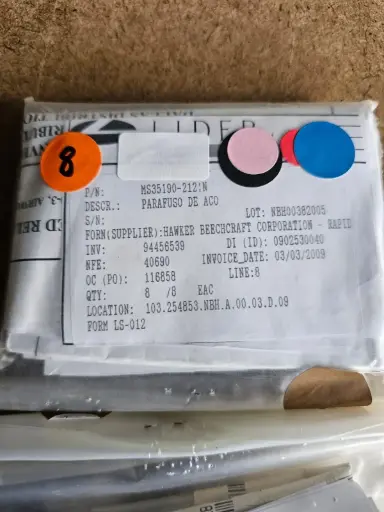 LIDER
8
P/N: MS35190-2121N
DESCR.: PARAFUSO DE ACO
S/N: LOT: NBH00382005
FORN(SUPPLIER):HAWKER BEECHCRAFT CORPORATION - RAPID
INV: 94456539 DI (ID): 0902530040
NFE: 40690 INVOICE_DATE: 03/03/2009
OC (PO): 116858 LINE:8
QTY: 8 /8 EAC
LOCATION: 103.254853.NBH.A.00.03.D.09
FORM LS-012